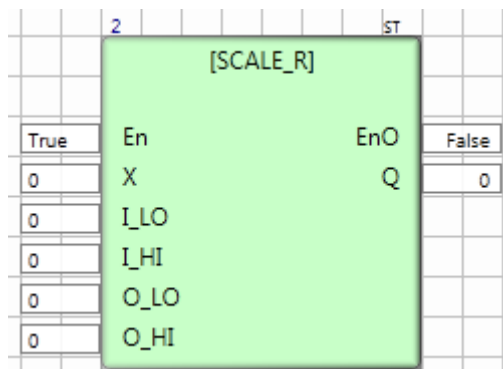 2 ST
[SCALE_R]
True En EnO False
0 X Q 0
0 I_LO
0 I_HI
0 O_LO
0 O_HI